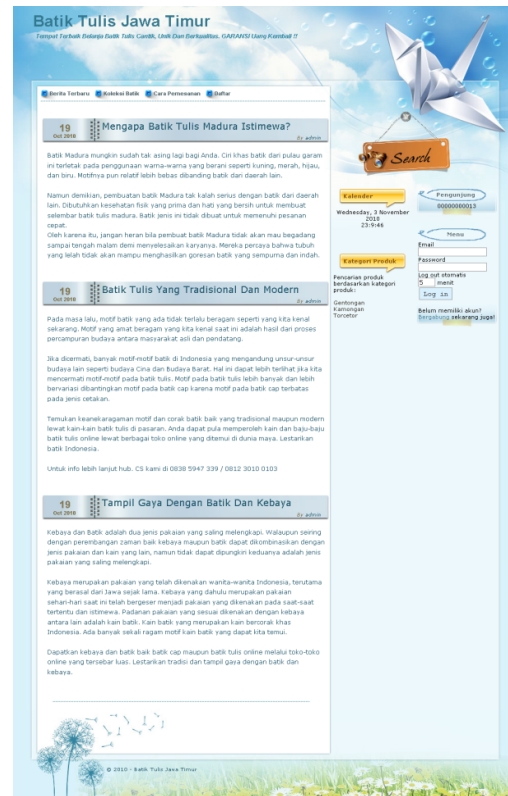 Batik Tulis Jawa Timur
Tempat Terbaik Belanja Batik Tulis Cantik, Unik Dan Berkualitas. GARANSI Uang Kembali !!
Berita Terbaru Koleksi Batik Cara Pemesanan Daftar
19
Oct 2010
Mengapa Batik Tulis Madura Istimewa?
By admin
Batik Madura mungkin sudah tak asing lagi bagi Anda. Ciri khas batik dari pulau garam
ini terletak pada penggunaan warna-warna yang berani seperti kuning, merah, hijau,
dan biru. Motifnya pun relatif lebih bebas dibanding batik dari daerah lain.
Namun demikian, pembuatan batik Madura tak kalah serius dengan batik dari daerah
lain. Dibutuhkan kesehatan fisik yang prima dan hati yang bersih untuk membuat
selembar batik tulis madura. Batik jenis ini tidak dibuat untuk memenuhi pesanan
cepat.
Oleh karena itu, jangan heran bila pembuat batik Madura tidak akan mau begadang
sampai tengah malam demi menyelesaikan karyanya. Mereka percaya bahwa tubuh
yang lelah tidak akan mampu menghasilkan goresan batik yang sempurna dan indah.
19
Oct 2010
Batik Tulis Yang Tradisional Dan Modern
By admin
Pada masa lalu, motif batik yang ada tidak terlalu beragam seperti yang kita kenal
sekarang. Motif yang amat beragam yang kita kenal saat ini adalah hasil dari proses
percampuran budaya antara masyarakat asli dan pendatang.
Jika dicermati, banyak motif-motif batik di Indonesia yang mengandung unsur-unsur
budaya lain seperti budaya Cina dan Budaya Barat. Hal ini dapat lebih terlihat jika kita
mencermati motif-motif pada batik tulis. Motif pada batik tulis lebih banyak dan lebih
bervariasi dibantingkan motif pada batik cap karena motif pada batik cap terbatas
pada jenis cetakan.
Temukan keanekaragaman motif dan corak batik baik yang tradisional maupun modern
lewat kain-kain batik tulis di pasaran. Anda dapat pula memperoleh kain dan baju-baju
batik tulis online lewat berbagai toko online yang ditemui di dunia maya. Lestarikan
batik Indonesia.
Untuk info lebih lanjut hub. CS kami di 0838 5947 339 / 0812 3010 0103
19
Oct 2010
Tampil Gaya Dengan Batik Dan Kebaya
By admin
Kebaya dan Batik adalah dua jenis pakaian yang saling melengkapi. Walaupun seiring
dengan perembangan zaman baik kebaya maupun batik dapat dikombinasikan dengan
jenis pakaian dan kain yang lain, namun tidak dapat dipungkin keduanya adalah jenis
pakaian yang saling melengkapi.
Kebaya merupakan pakaian yang telah dikenakan wanita-wanita Indonesia, terutama
yang berasal dari Jawa sejak lama. Kebaya yang dahulu merupakan pakaian
sehari-hari saat ini telah bergeser menjadi pakaian yang dikenakan pada saat-saat
tertentu dan istimewa. Padanan pakaian yang sesuai dikenakan dengan kebaya
antara lain adalah kain batik. Kain batik yang merupakan kain bercorak khas
Indonesia. Ada banyak sekali ragam motif kain batik yang dapat kita temui.
Dapatkan kebaya dan batik baik batik cap maupun batik tulis online melalui toko-toko
online yang tersebar luas. Lestarikan tradisi dan tampil gaya dengan batik dan
kebaya.
Search
Kalender
Wednesday, 3 November
2010
23:9:46
Kategori Produk
Pencarian produk
berdasarkan kategori
produk:
Gentongan
Kamongan
Torcetor
Pengunjung
00000000013
Menu
Email
Password
Log out otomatis
5 menit
Log in
Belum memiliki akun?
Bergabung sekarang juga!
© 2010 - Batik Tulis Jawa Timur